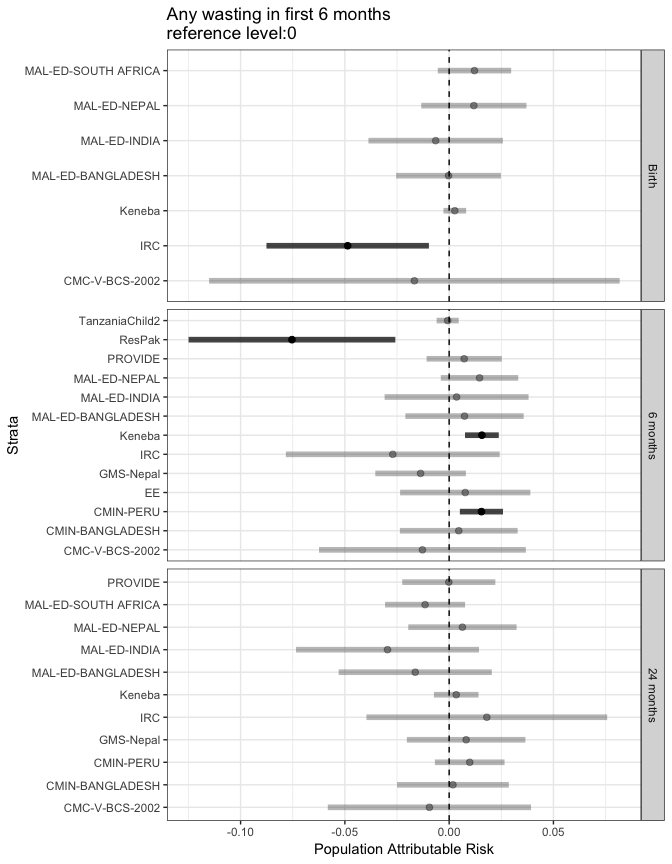 Any wasting in first 6 months
reference level:0
Strata
MAL-ED-SOUTH AFRICA
MAL-ED-NEPAL
MAL-ED-INDIA
MAL-ED-BANGLADESH
Keneba
IRC
CMC-V-BCS-2002
Birth
TanzaniaChild2
ResPak
PROVIDE
MAL-ED-NEPAL
MAL-ED-INDIA
MAL-ED-BANGLADESH
Keneba
IRC
GMS-Nepal
EE
CMIN-PERU
CMIN-BANGLADESH
CMC-V-BCS-2002
6 months
PROVIDE
MAL-ED-SOUTH AFRICA
MAL-ED-NEPAL
MAL-ED-INDIA
MAL-ED-BANGLADESH
Keneba
IRC
GMS-Nepal
CMIN-PERU
CMIN-BANGLADESH
CMC-V-BCS-2002
24 months
-0.10 -0.05 0.00 0.05
Population Attributable Risk